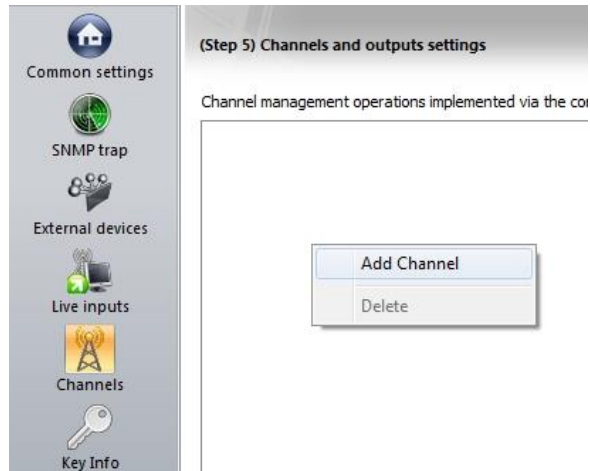 Common settings
SNMP trap
External devices
Live inputs
Channels
Key Info
(Step 5) Channels and outputs settings
Channel management operations implemented via the
Add Channel
Delete